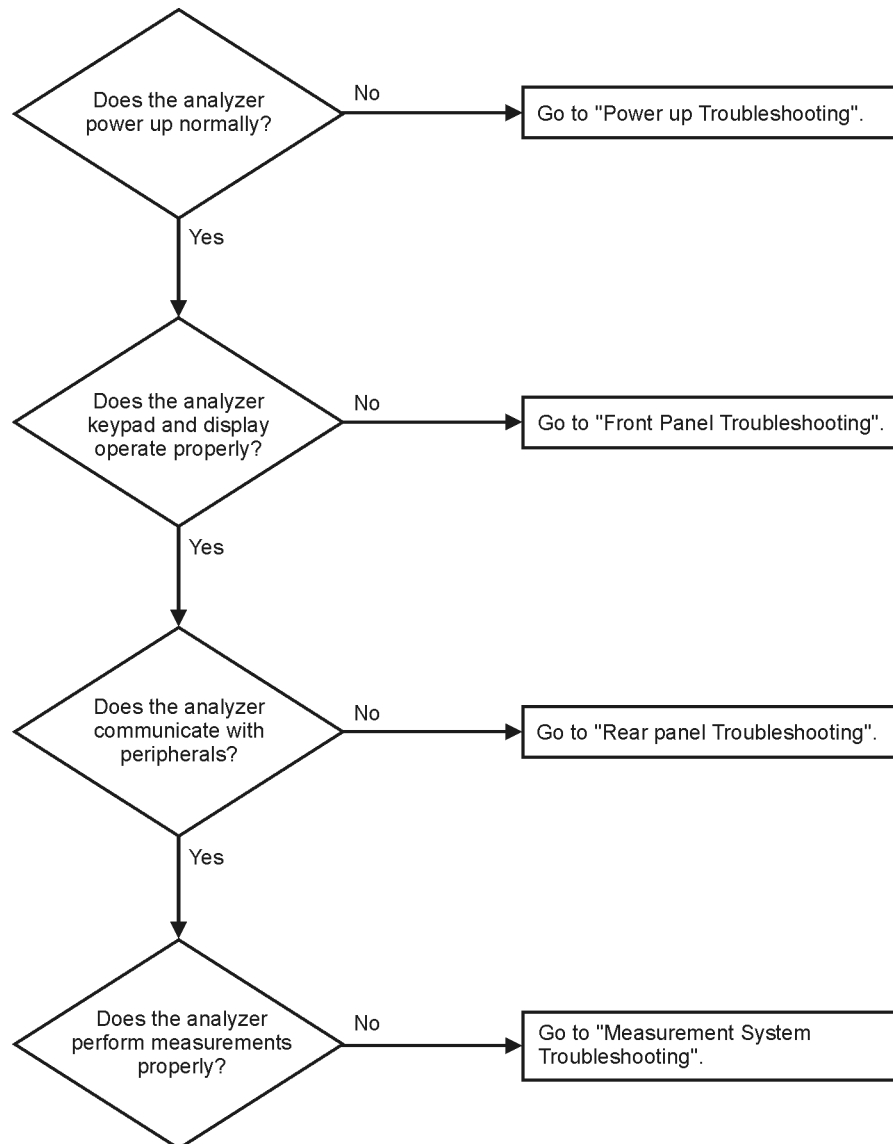 Does the analyzer
power up normally?
No
Go to "Power up Troubleshooting".
Yes
Does the analyzer
keypad and display
operate properly?
No
Go to "Front Panel Troubleshooting".
Yes
Does the analyzer
communicate with
peripherals?
No
Go to "Rear panel Troubleshooting".
Yes
Does the analyzer
perform measurements
properly?
No
Go to "Measurement System
Troubleshooting".